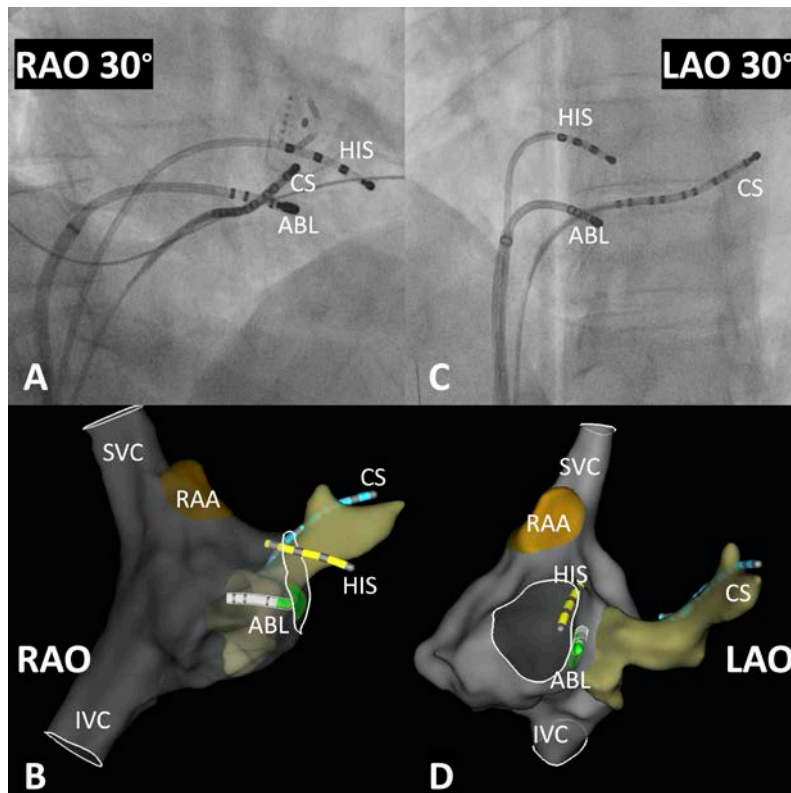 RAO 30°
HIS
CS
ABL
A
LAO 30°
HIS
CS
ABL
C
SVC
RAA
CS
HIS
ABL
RAO
IVC
B
SVC
RAA
HIS
CS
ABL
LAO
IVC
D